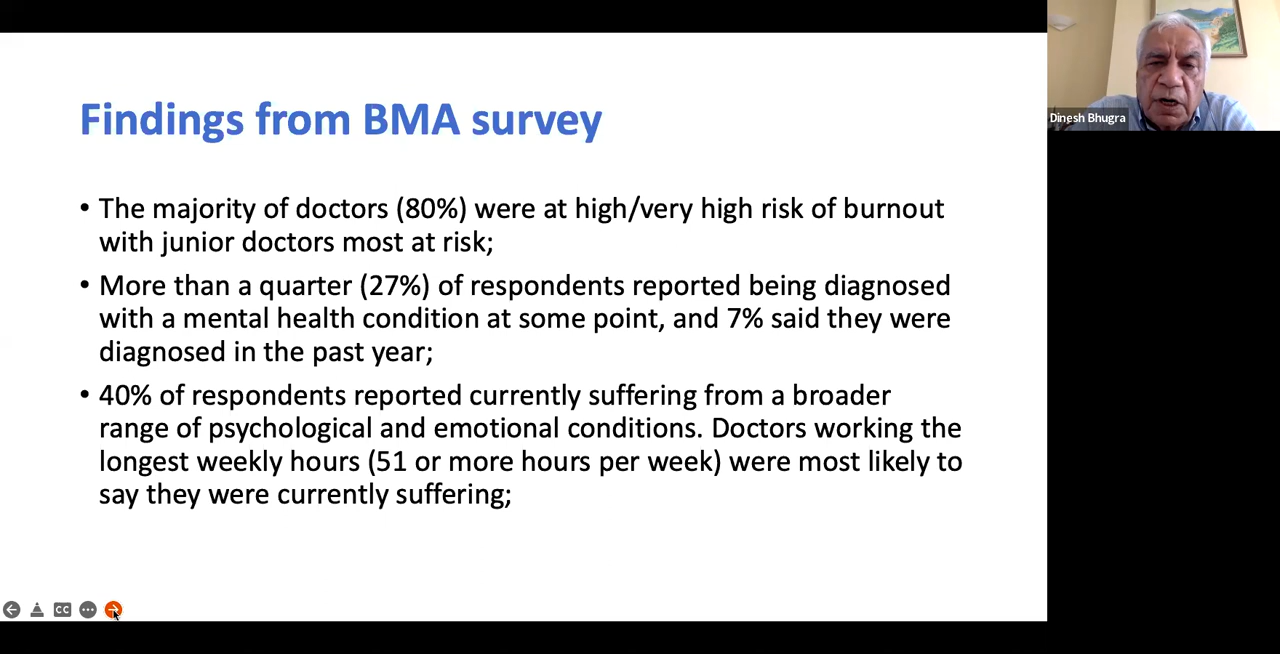 Findings from BMA survey
• The majority of doctors (80%) were at high/very high risk of burnout
with junior doctors most at risk;
• More than a quarter (27%) of respondents reported being diagnosed
with a mental health condition at some point, and 7% said they were
diagnosed in the past year;
• 40% of respondents reported currently suffering from a broader
range of psychological and emotional conditions. Doctors working the
longest weekly hours (51 or more hours per week) were most likely to
say they were currently suffering;
CC
Dinesh Bhugra